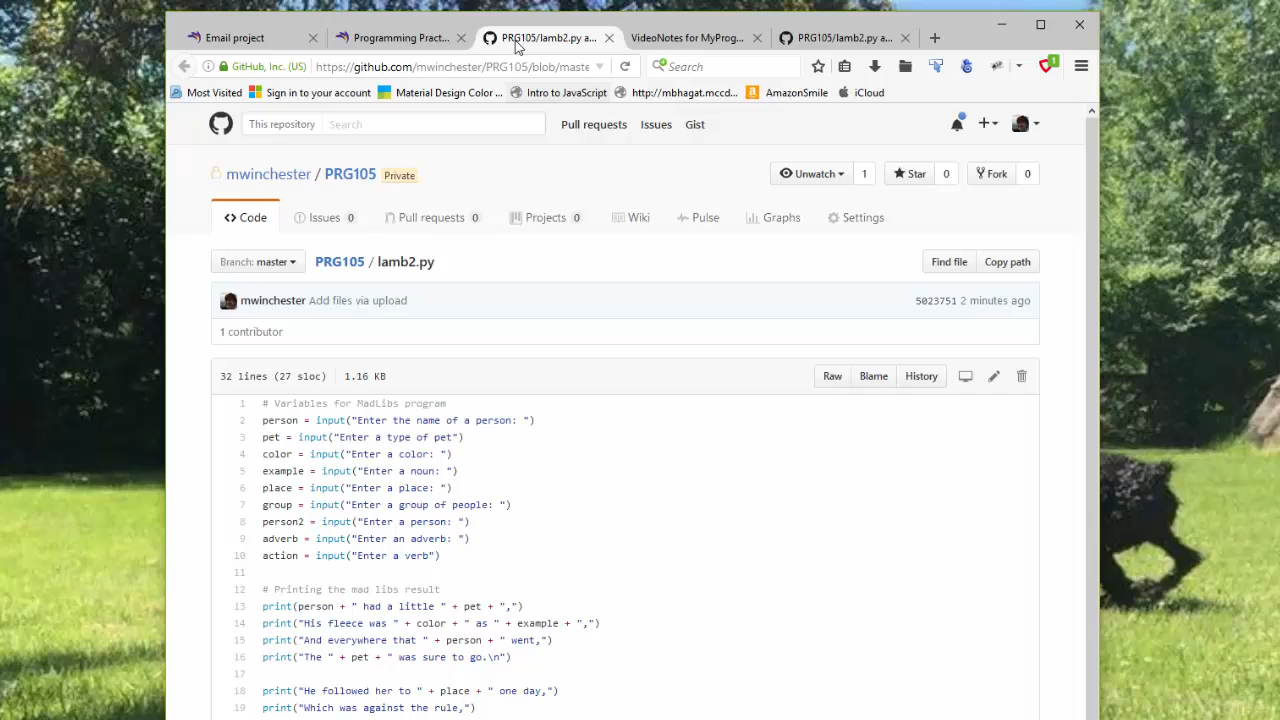 Email project
Programming Pract...
PRG105/lamb2.py a...
VideoNotes for MyProg...
PRG105/lamb2.py a...
GitHub, Inc. (US)
https://github.com/mwinchester/PRG105/blob/maste
Search
1
Most Visited
Sign in to your account
Material Design Color ...
Intro to JavaScript
http://mbhagat.mccd...
AmazonSmile
iCloud
This repository
Search
Pull requests
Issues
Gist
mwinchester / PRG105 Private
Unwatch 1
Star 0
Fork 0
<> Code
Issues 0
Pull requests 0
Projects 0
Wiki
Pulse
Graphs
Settings
Branch: master
PRG105 / lamb2.py
Find file
Copy path
mwinchester Add files via upload
5023751 2 minutes ago
1 contributor
32 lines (27 sloc) 1.16 KB
Raw
Blame
History
1 # Variables for MadLibs program
2 person = input("Enter the name of a person: ")
3 pet = input("Enter a type of pet")
4 color = input("Enter a color: ")
5 example = input("Enter a noun: ")
6 place = input("Enter a place: ")
7 group = input("Enter a group of people: ")
8 person2 = input("Enter a person: ")
9 adverb = input("Enter an adverb: ")
10 action = input("Enter a verb")
11
12 # Printing the mad libs result
13 print(person + " had a little " + pet + ",")
14 print("His fleece was " + color + " as " + example + ",")
15 print("And everywhere that " + person + " went,")
16 print("The " + pet + " was sure to go.\n")
17
18 print("He followed her to " + place + " one day,")
19 print("Which was against the rule,")